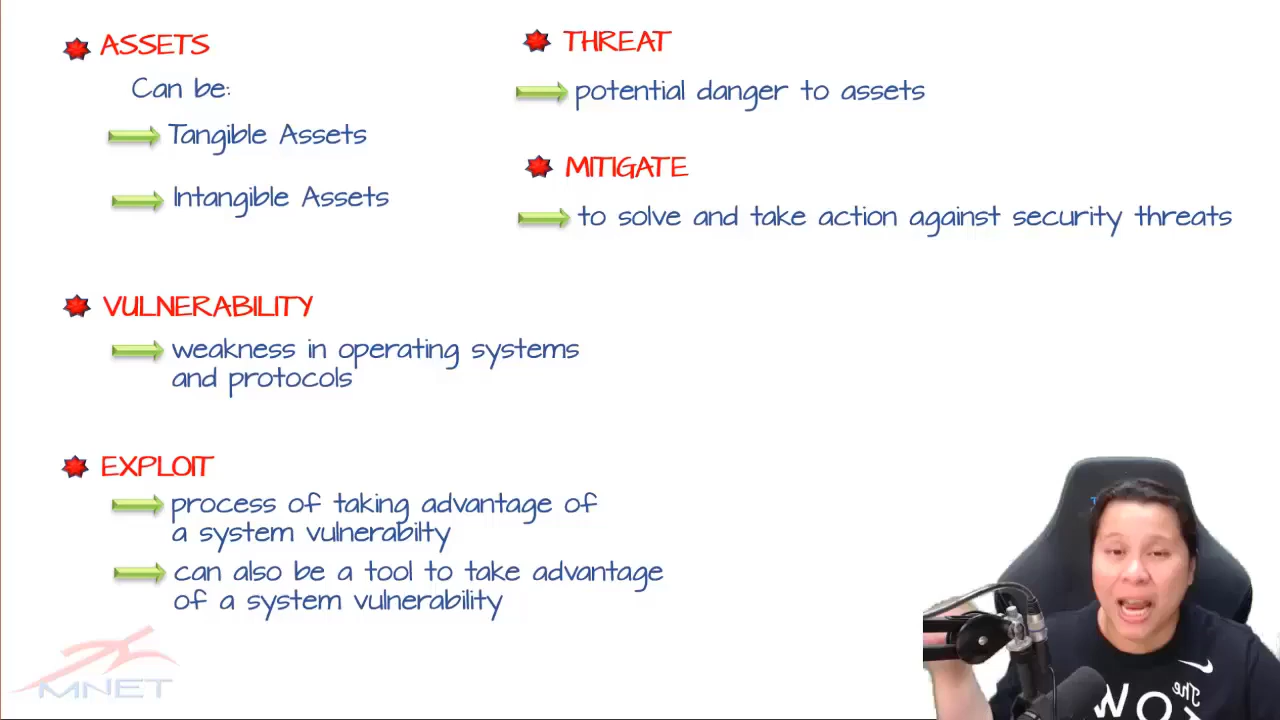 ASSETS
Can be:
Tangible Assets
Intangible Assets
VULNERABILITY
weakness in operating systems
and protocols
EXPLOIT
process of taking advantage of
a system vulnerabilty
can also be a tool to take advantage
of a system vulnerability
THREAT
potential danger to assets
MITIGATE
to solve and take action against security threats
MNET
The